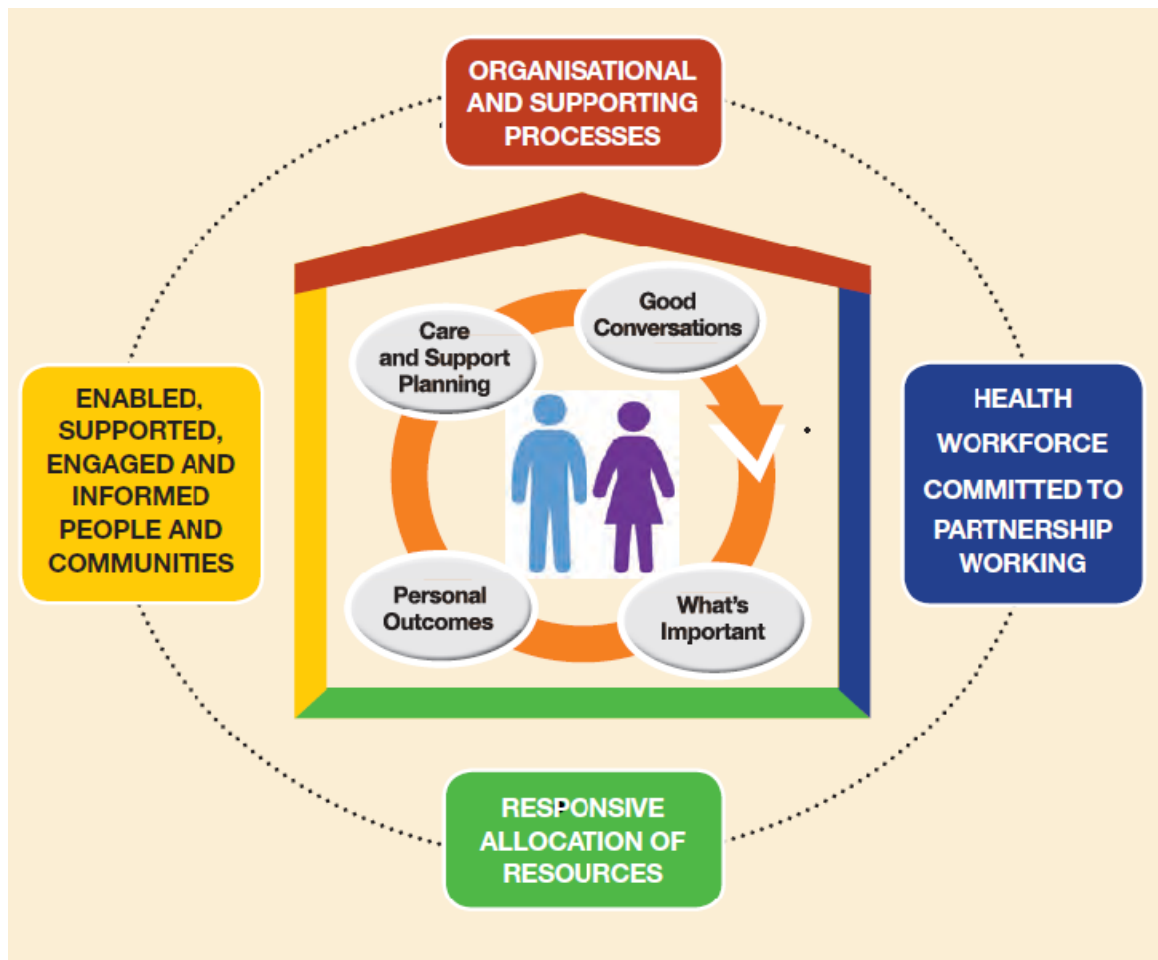 ORGANISATIONAL
AND SUPPORTING
PROCESSES
Good
Conversations
Care
and Support
Planning
ENABLED,
SUPPORTED,
ENGAGED AND
INFORMED
PEOPLE AND
COMMUNITIES
HEALTH
WORKFORCE
COMMITTED TO
PARTNERSHIP
WORKING
Personal
Outcomes
What's
Important
RESPONSIVE
ALLOCATION OF
RESOURCES